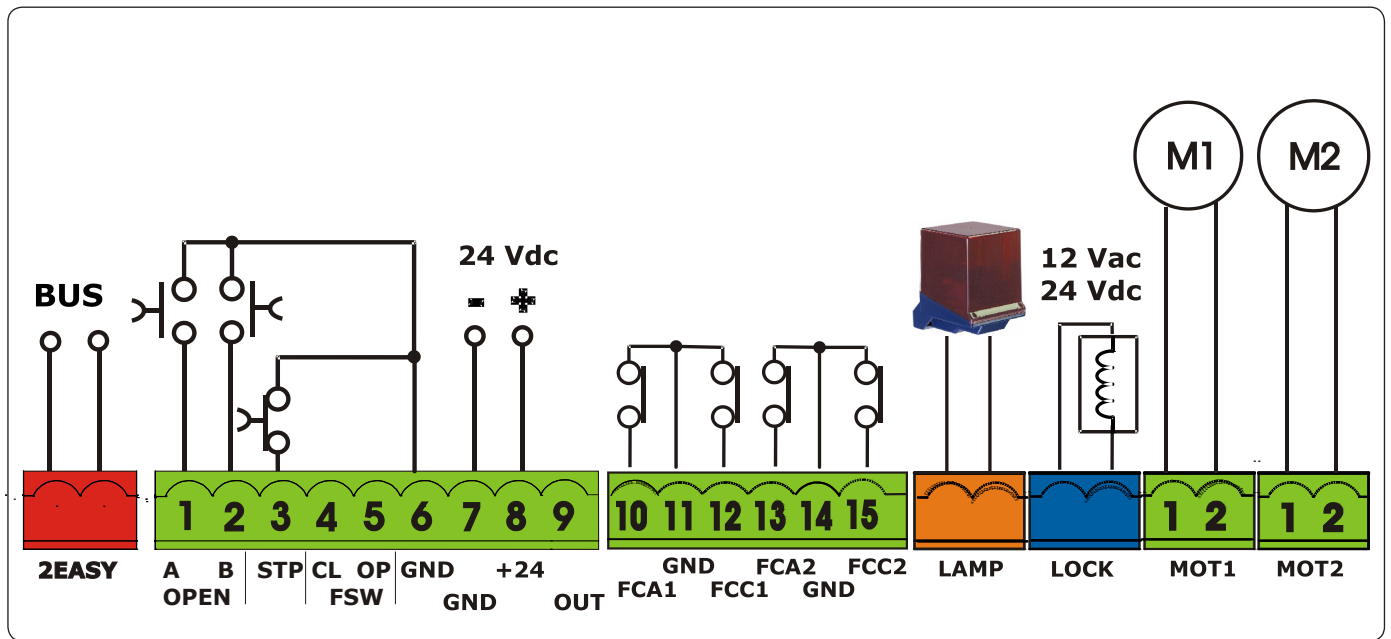 M1 M2
24 Vdc
12 Vac
24 Vdc
BUS
- +
1 2 3 4 5 6 7 8 9 10 11 12 13 14 15 1 2 1 2
2EASY A B STP CL OP GND +24 GND FCA2 FCC2 LAMP LOCK MOT1 MOT2
OPEN FSW GND OUT FCA1 FCC1 GND